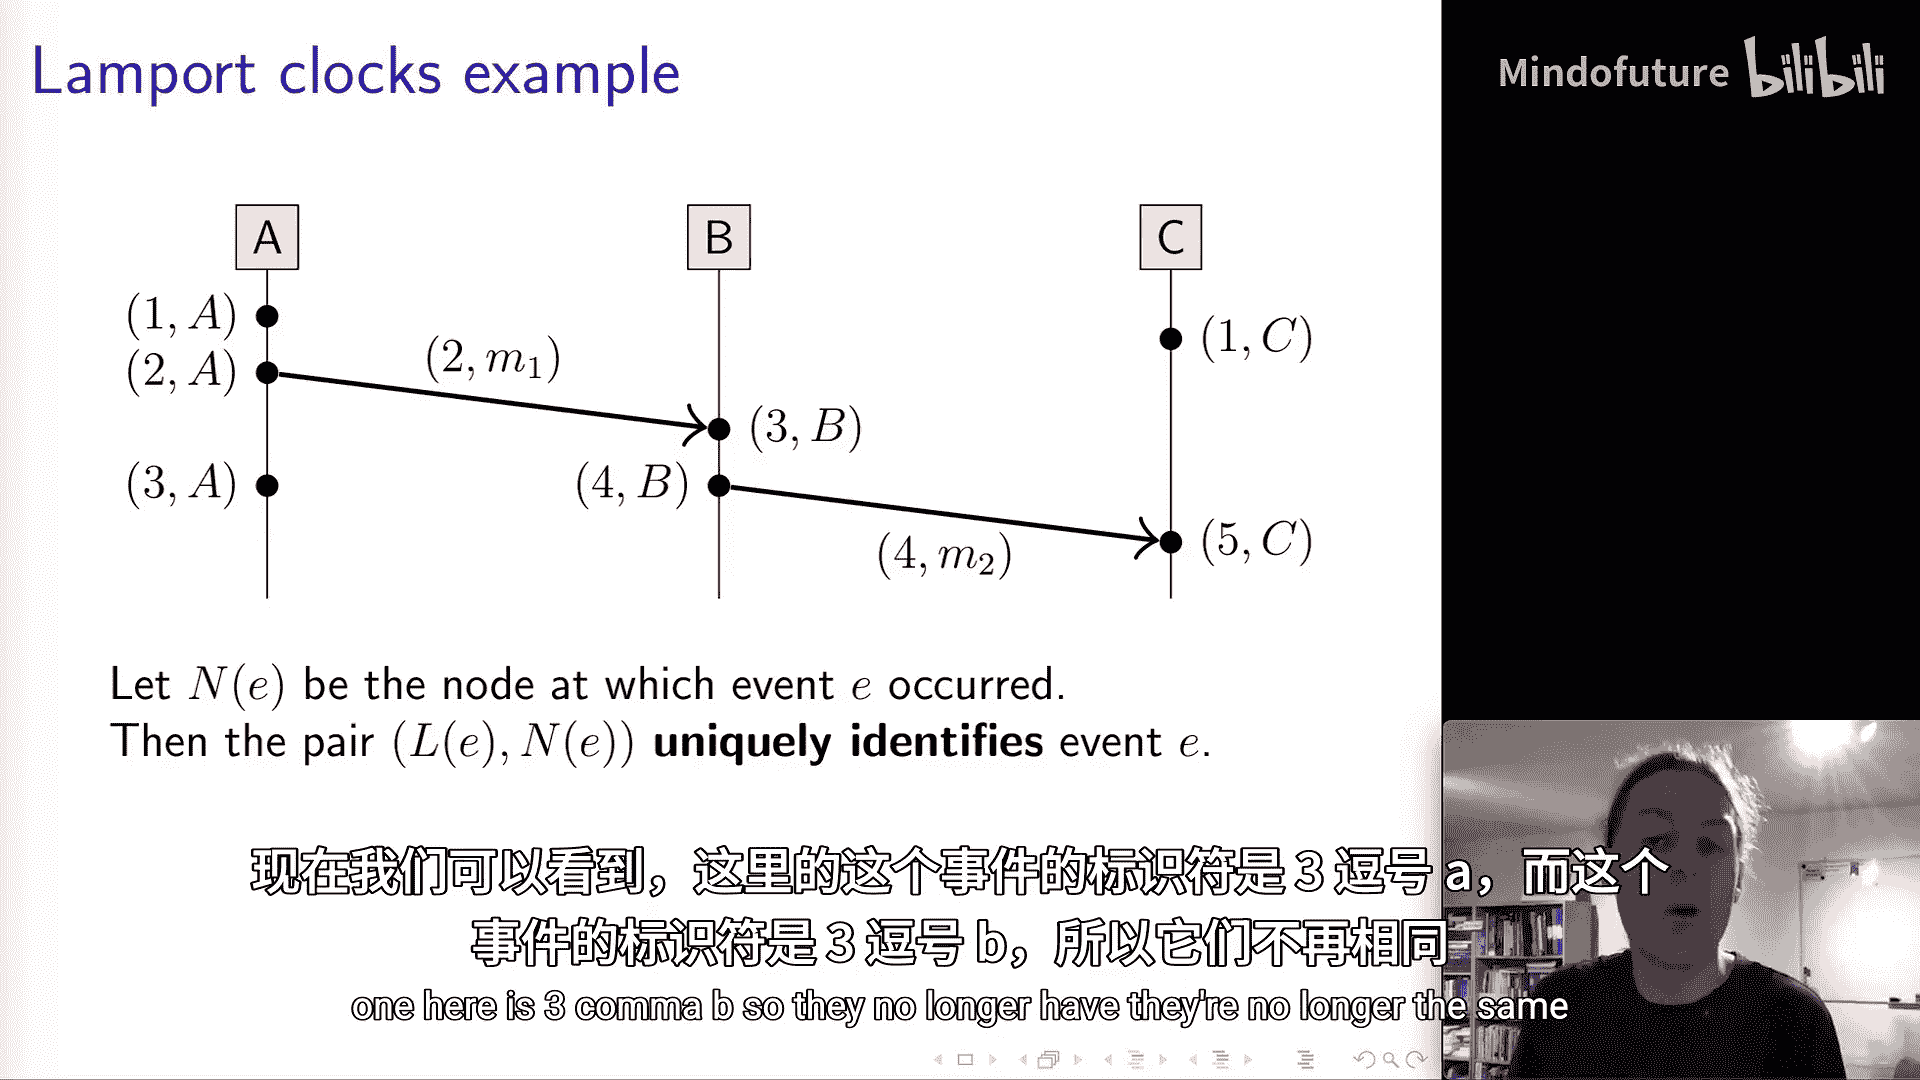 Lamport clocks example
Mindofuture bilibili
A
B
C
(1, A)
(1, C)
(2, A)
(2, m₁)
(3, B)
(3, A)
(4, B)
(4, m₂)
(5, C)
Let N(e) be the node at which event e occurred.
Then the pair (L(e), N(e)) uniquely identifies event e.
现在我们可以看到，这里的这个事件的标识符是 3 逗号 a，而这个
事件的标识符是 3 逗号 b，所以它们不再相同
one here is 3 comma b so they no longer have they're no longer the same